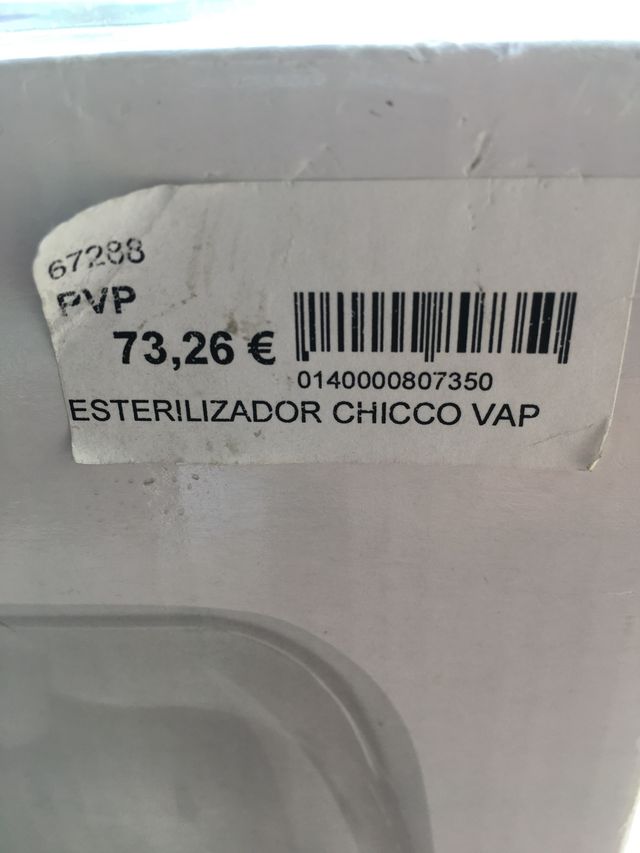 67288
PVP
73,26 €
0140000807350
ESTERILIZADOR CHICCO VAP